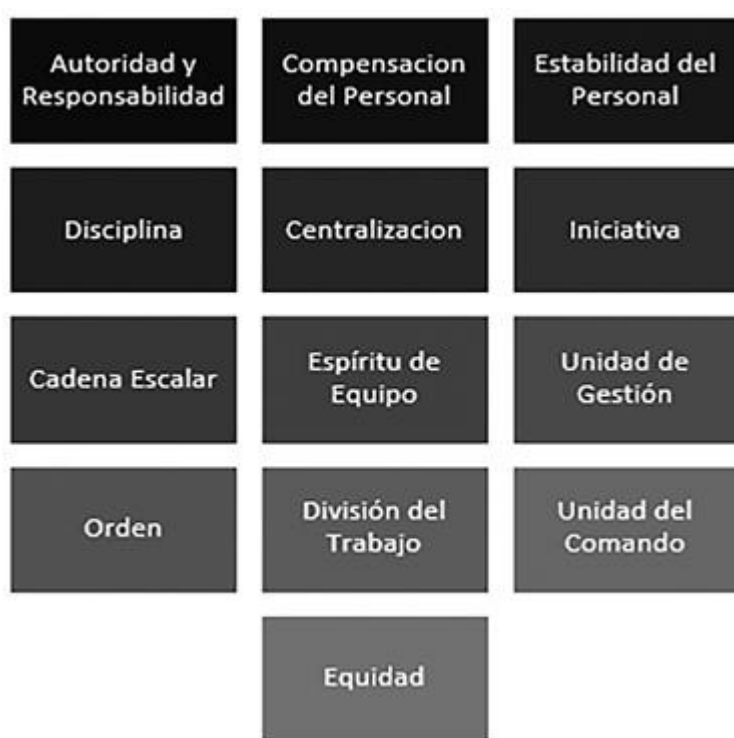 Autoridad y
Responsabilidad
Compensacion
del Personal
Estabilidad del
Personal
Disciplina
Centralizacion
Iniciativa
Cadena Escalar
Espíritu de
Equipo
Unidad de
Gestión
Orden
División del
Trabajo
Unidad del
Comando
Equidad